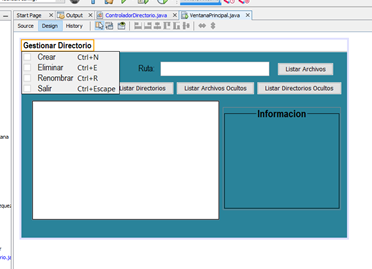 Start Page
Output
ControladorDirectorio.java
VentanaPrincipal.java
Source
Design
History
Gestionar Directorio
Crear Ctrl+N
Eliminar Ctrl+E
Renombrar Ctrl+R
Salir Ctrl+Escape
Ruta:
Listar Archivos
Listar Directorios
Listar Archivos Ocultos
Listar Directorios Ocultos
Informacion